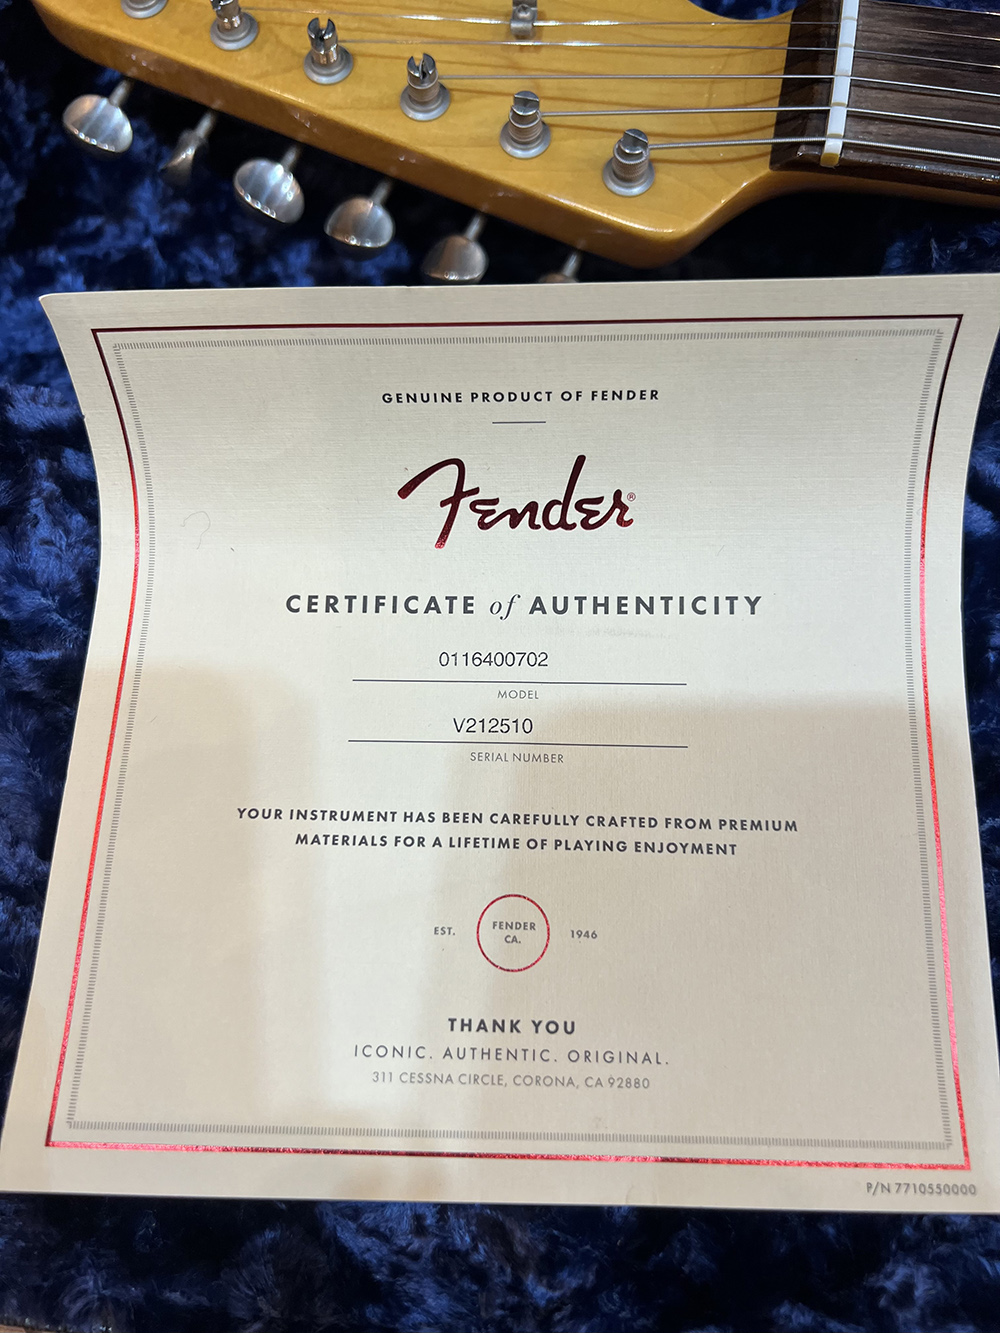 GENUINE PRODUCT OF FENDER
Fender®
CERTIFICATE of AUTHENTICITY
0116400702
MODEL
V212510
SERIAL NUMBER
YOUR INSTRUMENT HAS BEEN CAREFULLY CRAFTED FROM PREMIUM
MATERIALS FOR A LIFETIME OF PLAYING ENJOYMENT
EST. FENDER CA. 1946
THANK YOU
ICONIC. AUTHENTIC. ORIGINAL.
311 CESSNA CIRCLE, CORONA, CA 92880
P/N 7710550000